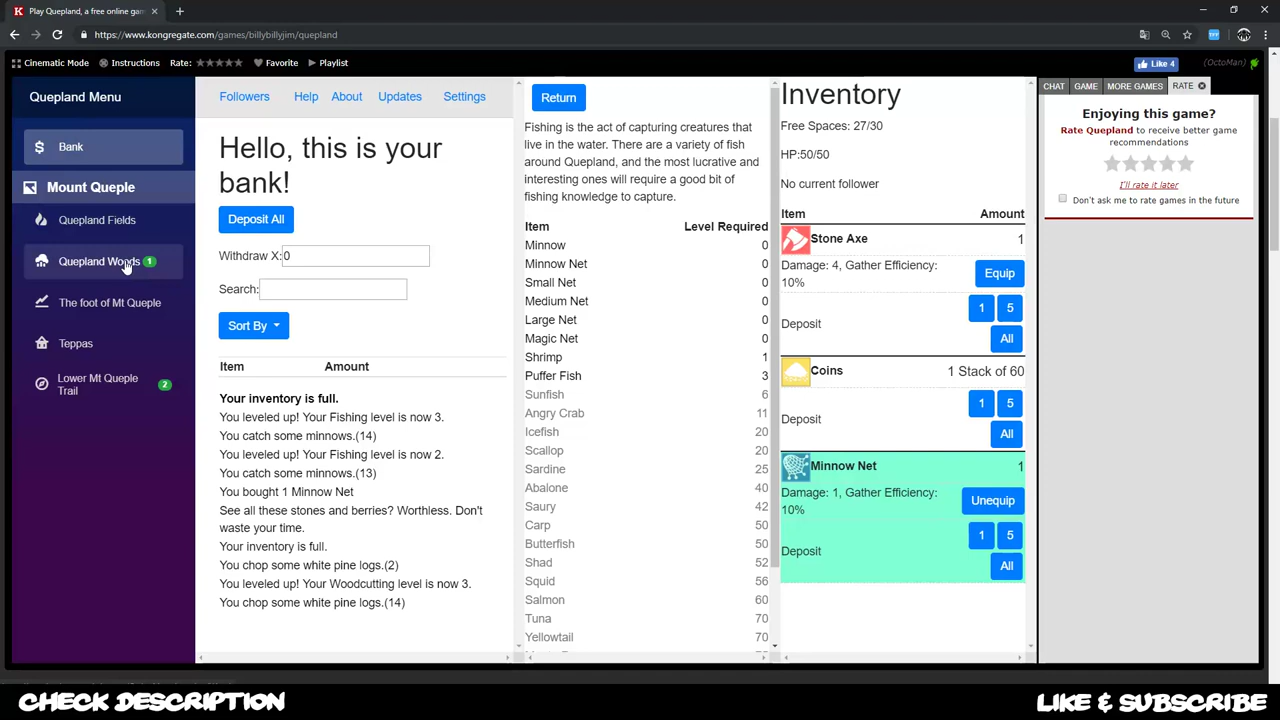 Play Quepland, a free online gam
https://www.kongregate.com/games/billybillyjim/quepland
Cinematic Mode
Instructions
Rate:
Favorite
Playlist
Like 4
(OctoMan)
Quepland Menu
Bank
Mount Queple
Quepland Fields
Quepland Woods 1
The foot of Mt Queple
Teppas
Lower Mt Queple
Trail
2
Followers
Help
About
Updates
Settings
Hello, this is your
bank!
Deposit All
Withdraw X: 0
Search:
Sort By
Item Amount
Your inventory is full.
You leveled up! Your Fishing level is now 3.
You catch some minnows.(14)
You leveled up! Your Fishing level is now 2.
You catch some minnows.(13)
You bought 1 Minnow Net
See all these stones and berries? Worthless. Don't
waste your time.
Your inventory is full.
You chop some white pine logs.(2)
You leveled up! Your Woodcutting level is now 3.
You chop some white pine logs.(14)
Return
Fishing is the act of capturing creatures that
live in the water. There are a variety of fish
around Quepland, and the most lucrative and
interesting ones will require a good bit of
fishing knowledge to capture.
Item Level Required
Minnow 0
Minnow Net 0
Small Net 0
Medium Net 0
Large Net 0
Magic Net 0
Shrimp 1
Puffer Fish 3
Sunfish 6
Angry Crab 11
Icefish 20
Scallop 20
Sardine 25
Abalone 40
Saury 42
Carp 50
Butterfish 50
Shad 52
Squid 56
Salmon 60
Tuna 70
Yellowtail 70
Inventory
Free Spaces: 27/30
HP:50/50
No current follower
Item Amount
Stone Axe 1
Damage: 4, Gather Efficiency:
10%
Equip
Deposit 1 5
All
Coins 1 Stack of 60
Deposit 1 5
All
Minnow Net 1
Damage: 1, Gather Efficiency:
10%
Unequip
Deposit 1 5
All
CHAT
GAME
MORE GAMES
RATE
Enjoying this game?
Rate Quepland to receive better game
recommendations
I'll rate it later
Don't ask me to rate games in the future
CHECK DESCRIPTION
LIKE & SUBSCRIBE